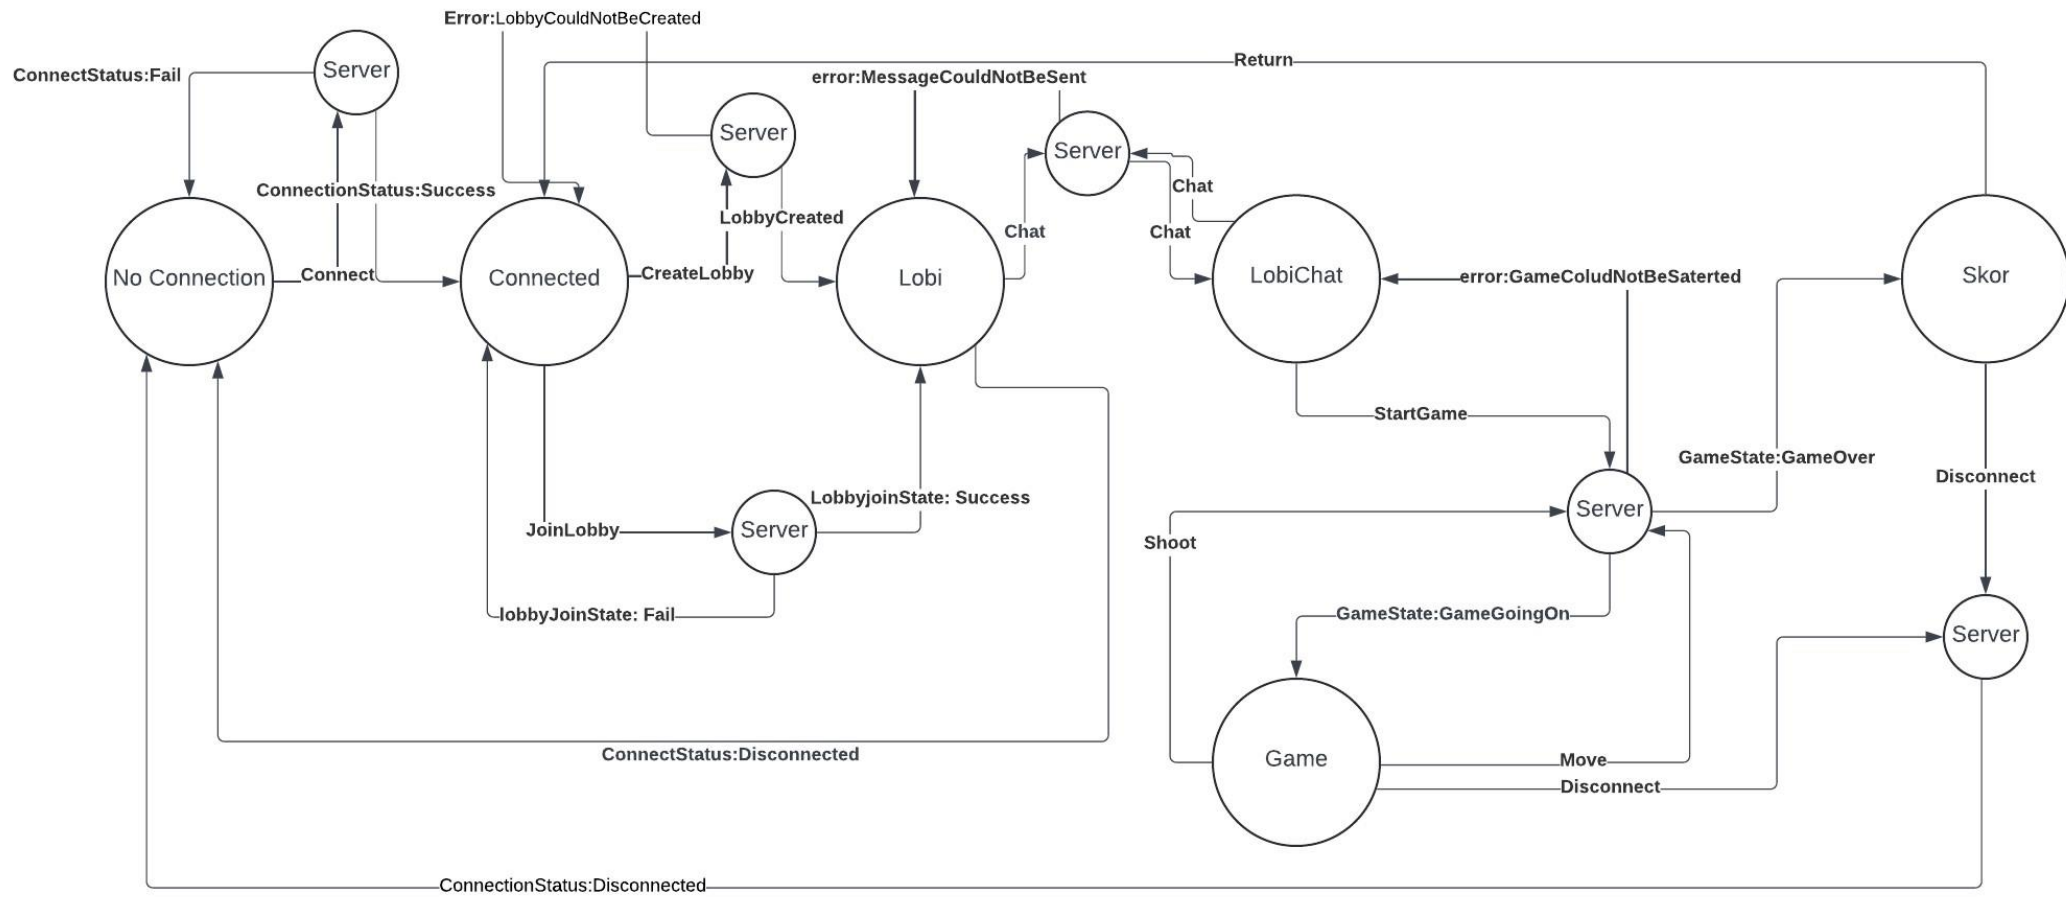 Error:LobbyCouldNotBeCreated
Return
Server
ConnectStatus:Fail
error:MessageCouldNotBeSent
Server
Server
Chat
ConnectionStatus:Success
LobbyCreated
Chat
Chat
No Connection
Connect
Connected
CreateLobby
Lobi
LobiChat
error:GameColudNotBeSaterted
Skor
StartGame
GameState:GameOver
Disconnect
LobbyjoinState: Success
Server
JoinLobby
Server
Shoot
lobbyJoinState: Fail
GameState:GameGoingOn
Server
ConnectStatus:Disconnected
Game
Move
Disconnect
ConnectionStatus:Disconnected